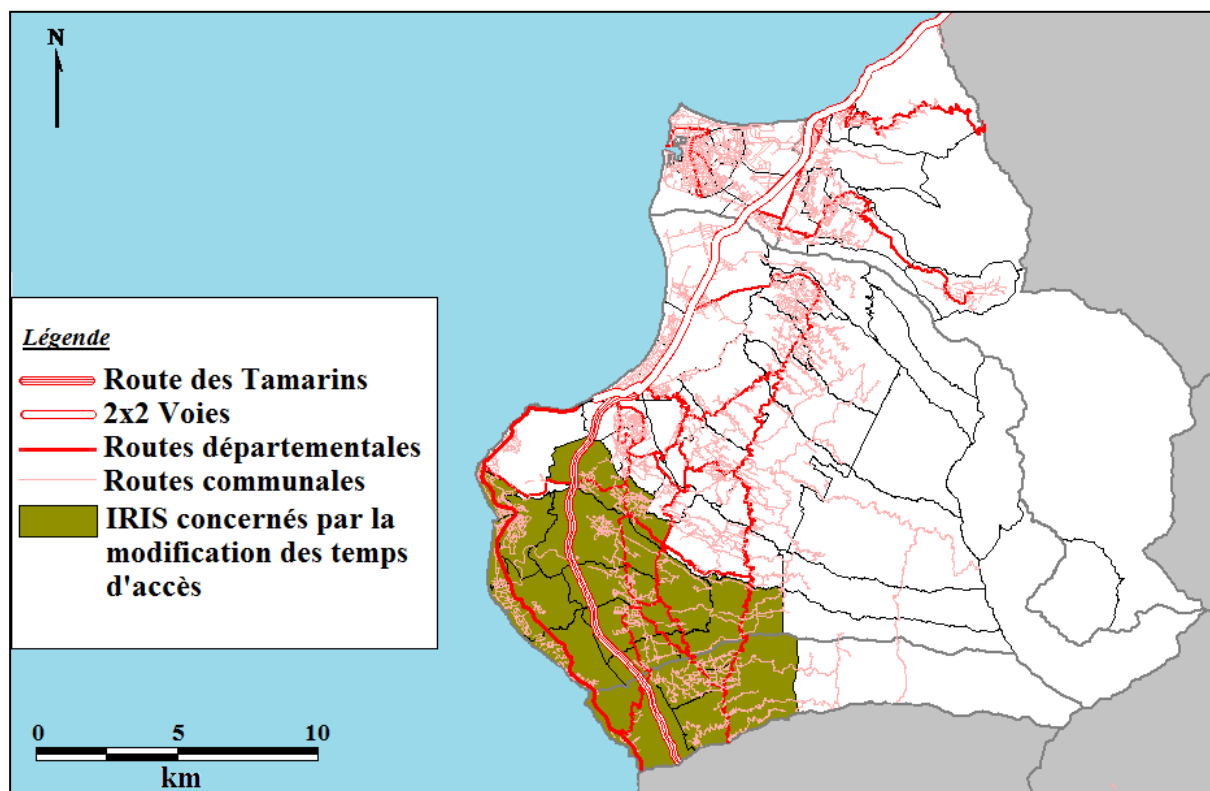 N
Légende
Route des Tamarins
2x2 Voies
Routes départementales
Routes communales
IRIS concernés par la
modification des temps
d'accès
0 5 10
km